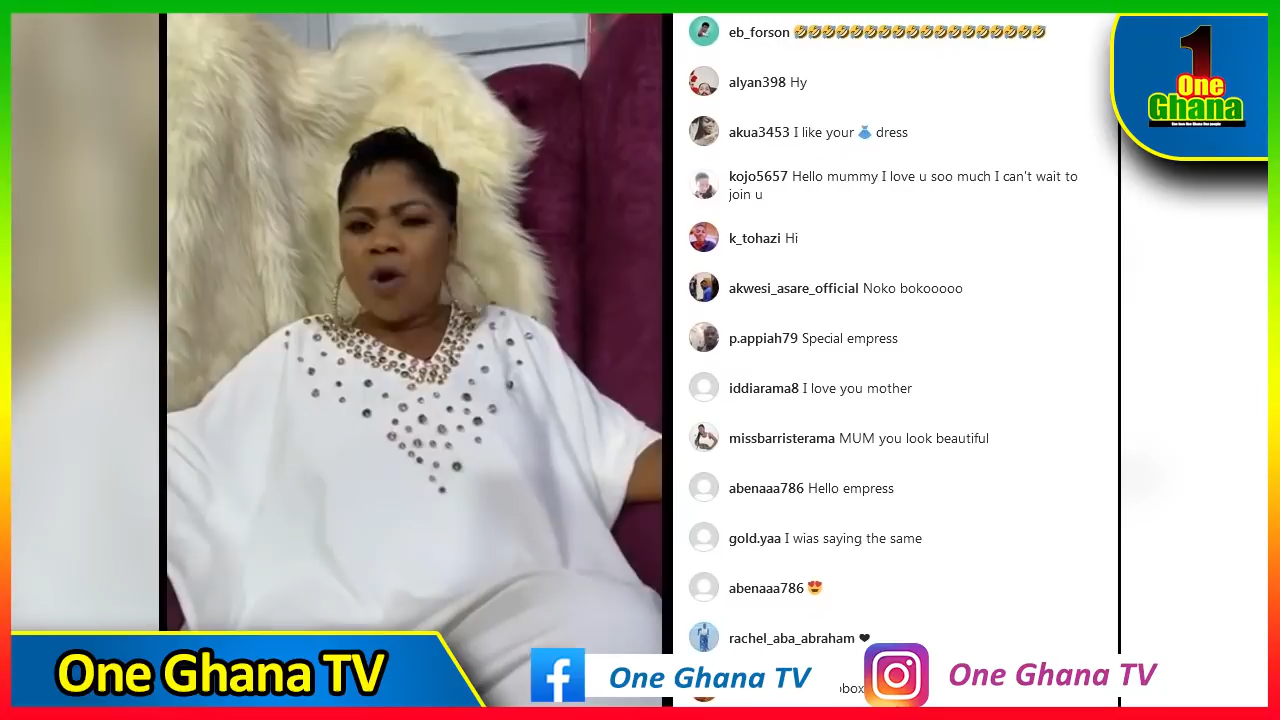 eb_forson 🤣🤣🤣🤣🤣🤣🤣🤣🤣🤣🤣🤣🤣🤣🤣🤣🤣🤣
alyan398 Hy
akua3453 I like your 👗 dress
kojo5657 Hello mummy I love u soo much I can't wait to
join u
k_tohazi Hi
akwesi_asare_official Noko bokooooo
p.appiah79 Special empress
iddiarama8 I love you mother
missbarristerama MUM you look beautiful
abenaaa786 Hello empress
gold.yaa I wias saying the same
abenaaa786 😍
rachel_aba_abraham ❤
1
One
Ghana
One Ghana TV
f One Ghana TV
One Ghana TV